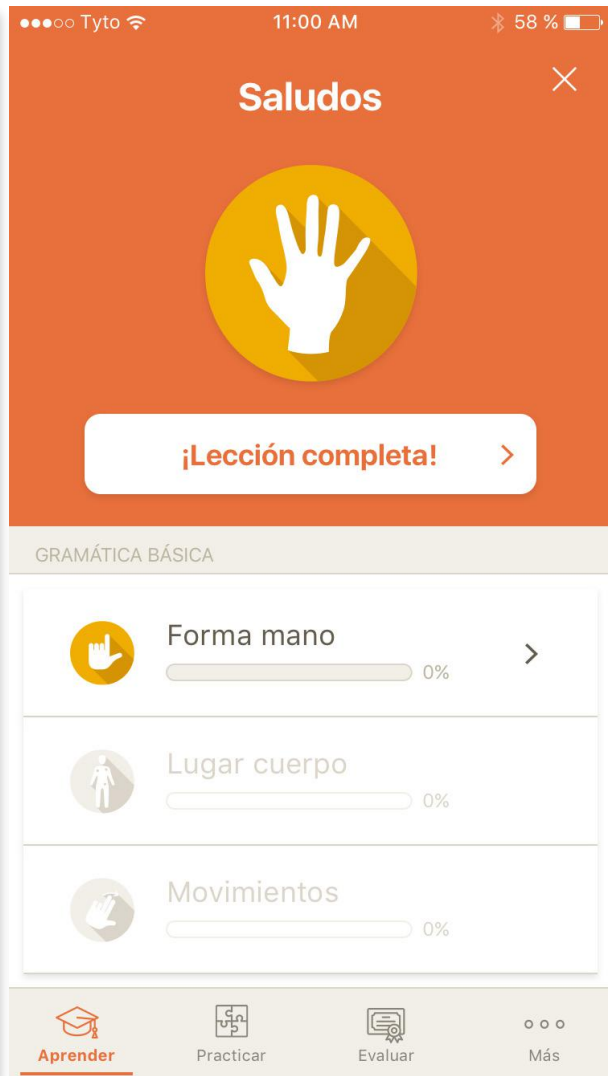 Tyto 11:00 AM 58 %
Saludos
¡Lección completa!
GRAMÁTICA BÁSICA
Forma mano
0%
Lugar cuerpo
0%
Movimientos
0%
Aprender Practicar Evaluar Más